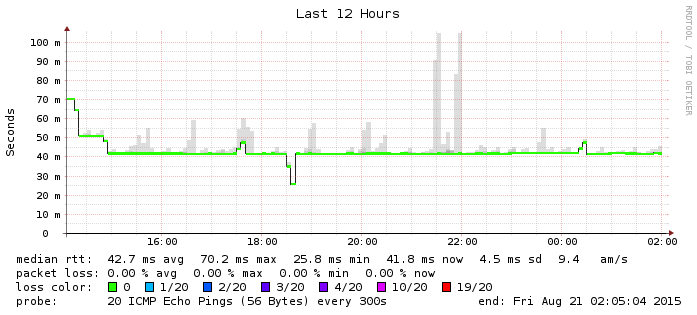 Last 12 Hours
RRDTOOL / TOBI OETIKER
Seconds
100 m
90 m
80 m
70 m
60 m
50 m
40 m
30 m
20 m
10 m
0
16:00 18:00 20:00 22:00 00:00 02:00
median rtt: 42.7 ms avg 70.2 ms max 25.8 ms min 41.8 ms now 4.5 ms sd 9.4 am/s
packet loss: 0.00 % avg 0.00 % max 0.00 % min 0.00 % now
loss color: 0 1/20 2/20 3/20 4/20 10/20 19/20
probe: 20 ICMP Echo Pings (56 Bytes) every 300s end: Fri Aug 21 02:05:04 2015